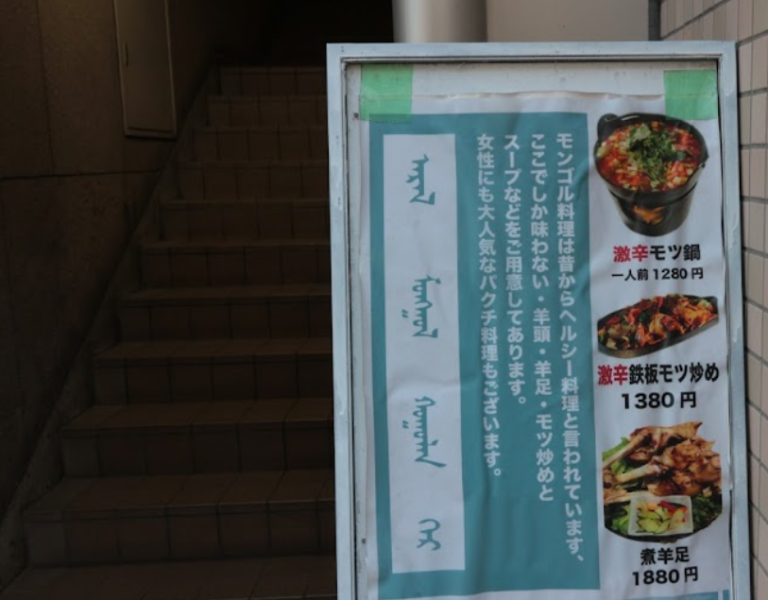 モンゴル料理は昔からヘルシー料理と言われています、
ここでしか味わない・羊頭・羊足・モツ炒めと
スープなどをご用意してあります。
女性にも大人気なパクチ料理もございます。
激辛モツ鍋
一人前1280円
激辛鉄板モツ炒め
1380円
煮羊足
1880円